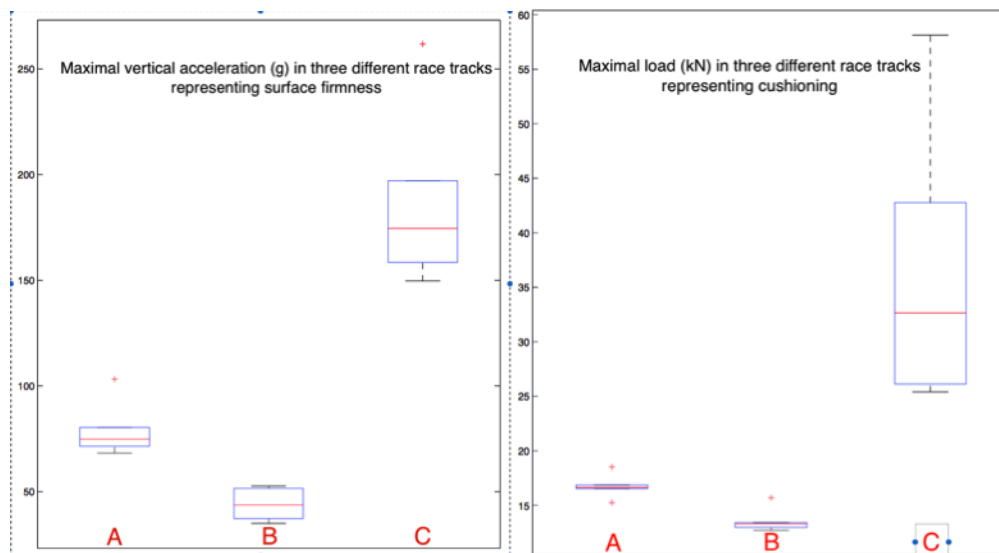 Maximal vertical acceleration (g) in three different race tracks
representing surface firmness
250
200
150
100
50
A
B
C
Maximal load (kN) in three different race tracks
representing cushioning
60
55
50
45
40
35
30
25
20
15
A
B
C